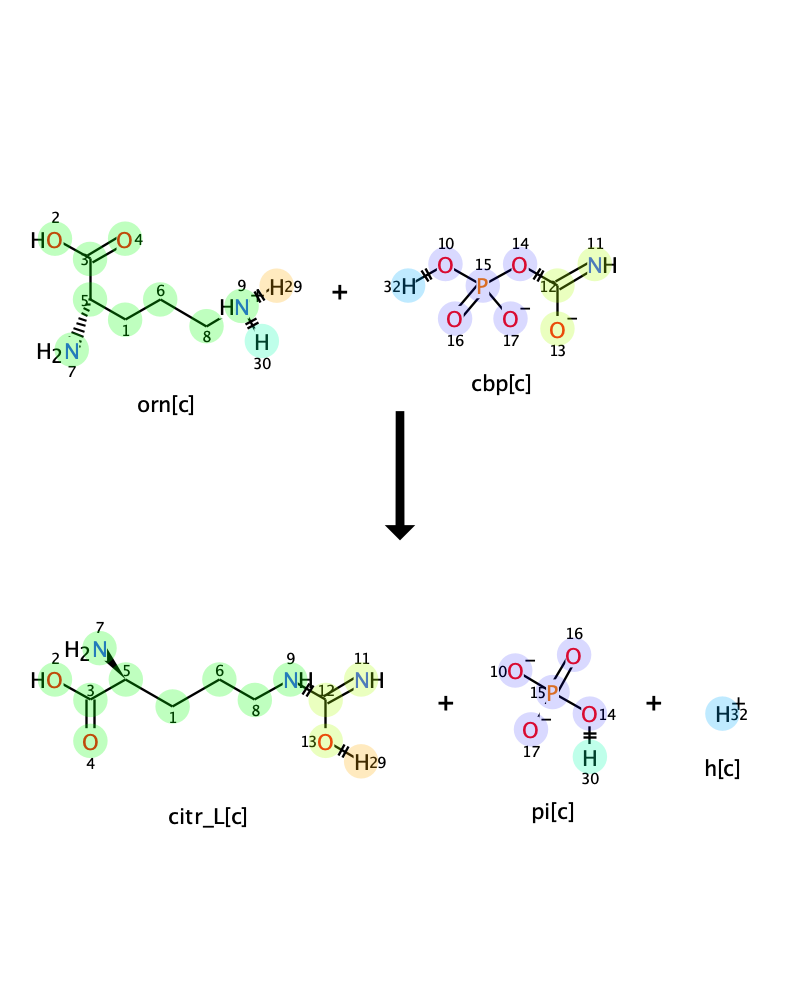 2
HO
O 4
3
5
H2N
7
1
6
8
9
HN
H29
H
30
+
10
O
32H
15
P
14
O
16
O
17
O−
12
11
NH
O−
13
orn[c]
cbp[c]
7
H2N
2
HO
3
O
4
5
1
6
8
9
NH
12
11
NH
13O
H29
+
10O−
16
O
15P
O14
17
O−
H
30
+
H+
32
citr_L[c]
pi[c]
h[c]